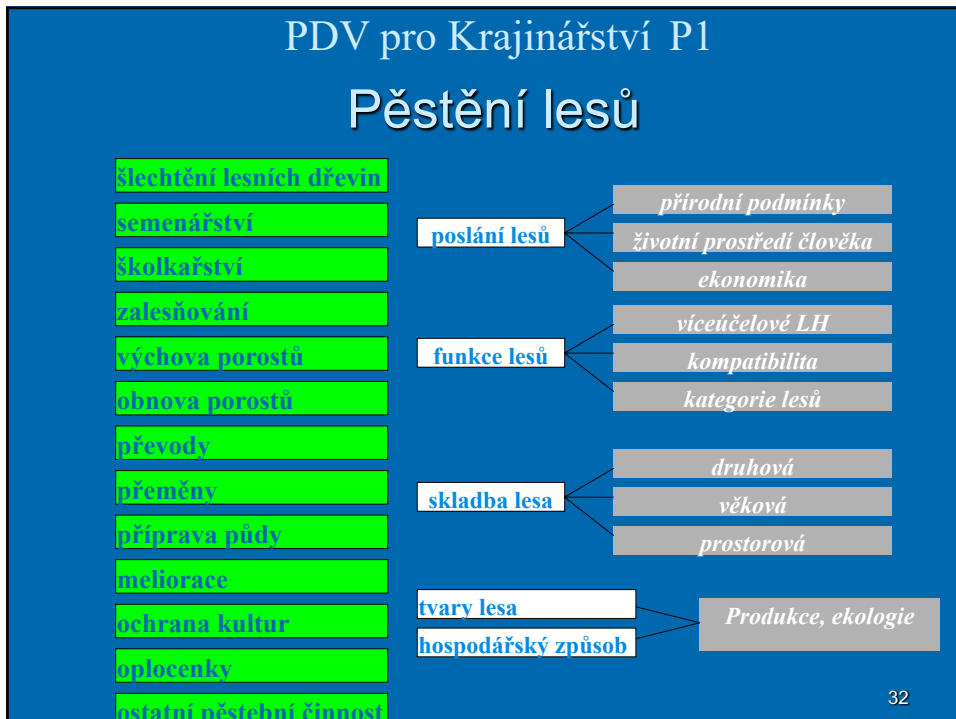 PDV pro Krajinářství P1
Pěstění lesů
šlechtění lesních dřevin
semenářství
školkařství
zalesňování
výchova porostů
obnova porostů
převody
přeměny
příprava půdy
meliorace
ochrana kultur
oplocenky
ostatní pěstební činnost
poslání lesů
přírodní podmínky
životní prostředí člověka
ekonomika
funkce lesů
víceúčelové LH
kompatibilita
kategorie lesů
skladba lesa
druhová
věková
prostorová
tvary lesa
hospodářský způsob
Produkce, ekologie
32